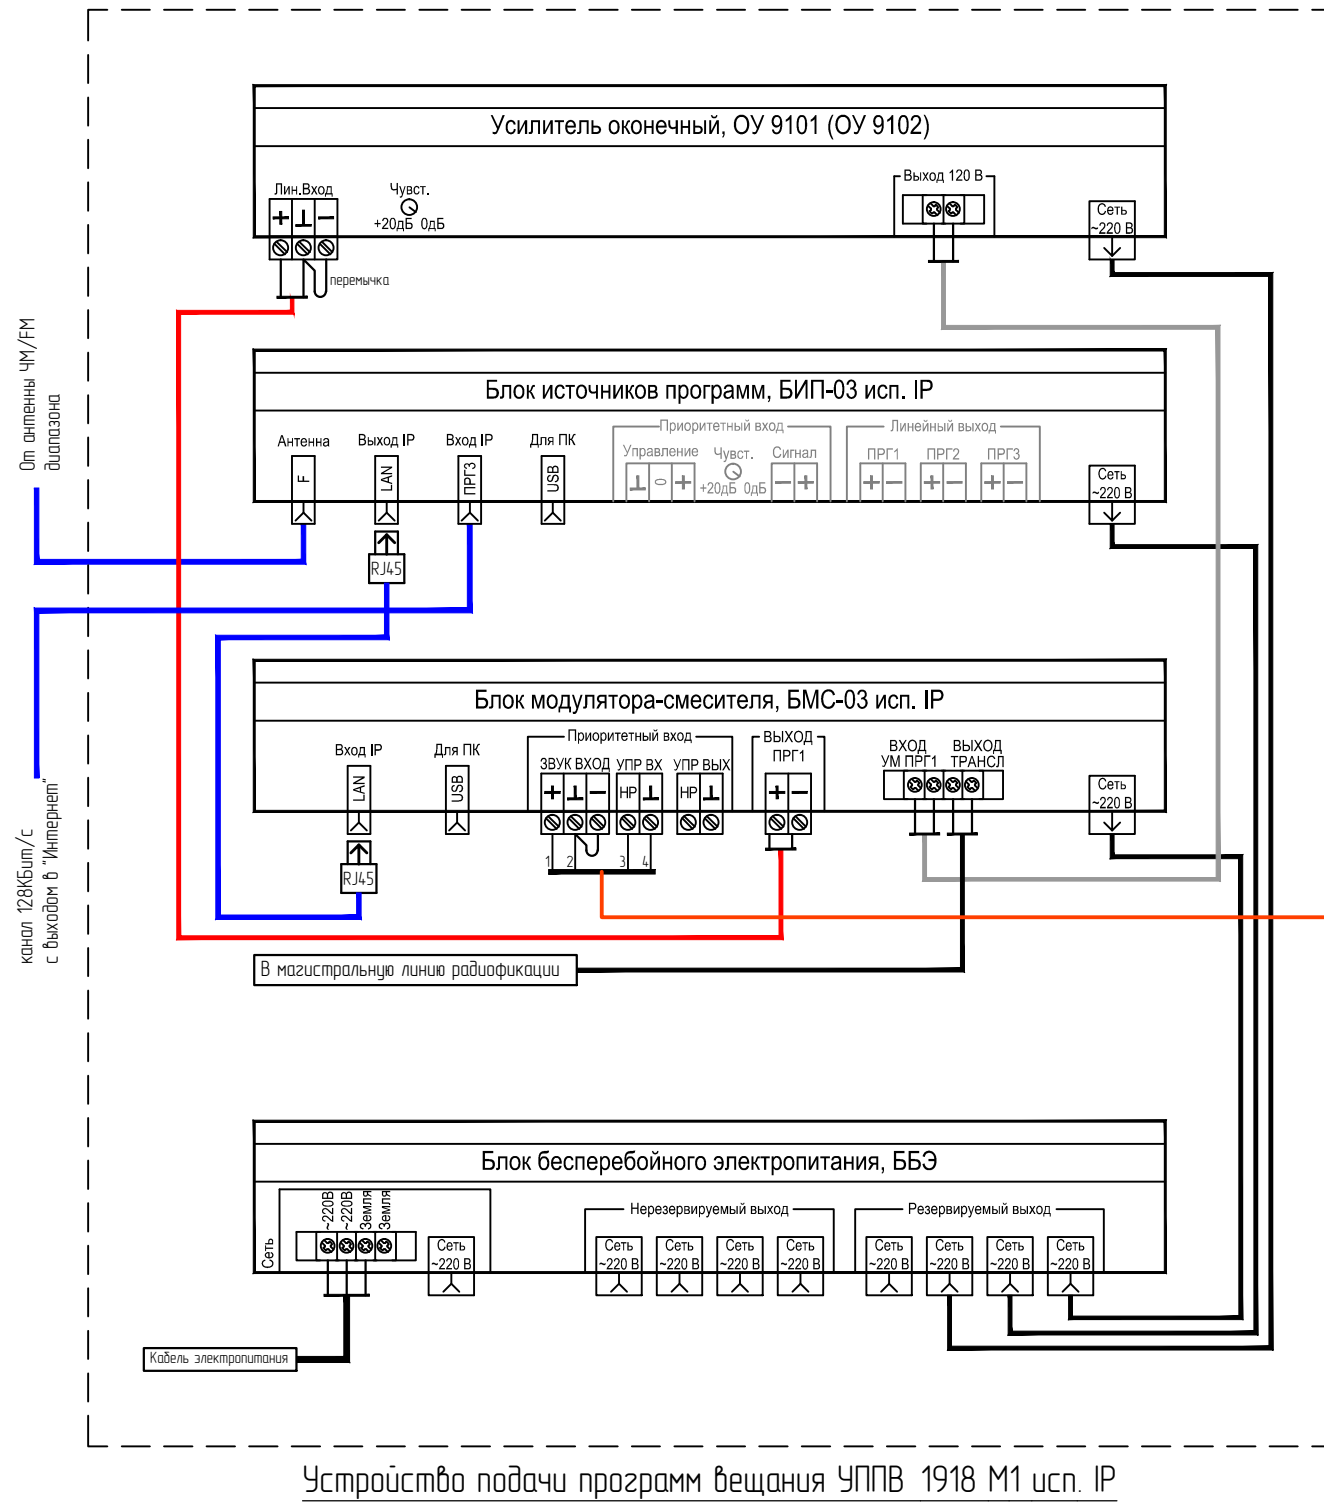 Усилитель оконечный, ОУ 9101 (ОУ 9102)
Лин.Вход
Чувст.
+20дБ 0дБ
Выход 120 В
Сеть
~220 В
+ ⊥ −
перемычка
От антенны ЧМ/FM
диапазона
Блок источников программ, БИП-03 исп. IP
Антенна
F
Выход IP
LAN
Вход IP
ПРГ3
Для ПК
USB
Приоритетный вход
Управление
⊥ 0 +
Чувст.
+20дБ 0дБ
Сигнал
− +
Линейный выход
ПРГ1 ПРГ2 ПРГ3
+ − + − + −
Сеть
~220 В
RJ45
канал 128КБит/с
с выходом в "Интернет"
Блок модулятора-смесителя, БМС-03 исп. IP
Вход IP
LAN
Для ПК
USB
Приоритетный вход
ЗВУК ВХОД УПР ВХ УПР ВЫХ
+ ⊥ − НР ⊥ НР ⊥
ВЫХОД
ПРГ1
+ −
ВХОД
УМ ПРГ1
ВЫХОД
ТРАНСЛ
Сеть
~220 В
1 2 3 4
RJ45
В магистральную линию радиофикации
Блок бесперебойного электропитания, ББЭ
Сеть
~220В
~220В
Земля
Земля
Сеть
~220 В
Нерезервируемый выход
Сеть Сеть Сеть Сеть
~220 В ~220 В ~220 В ~220 В
Резервируемый выход
Сеть Сеть Сеть Сеть
~220 В ~220 В ~220 В ~220 В
Кабель электропитания
Устройство подачи программ вещания УППВ 1918 М1 исп. IP